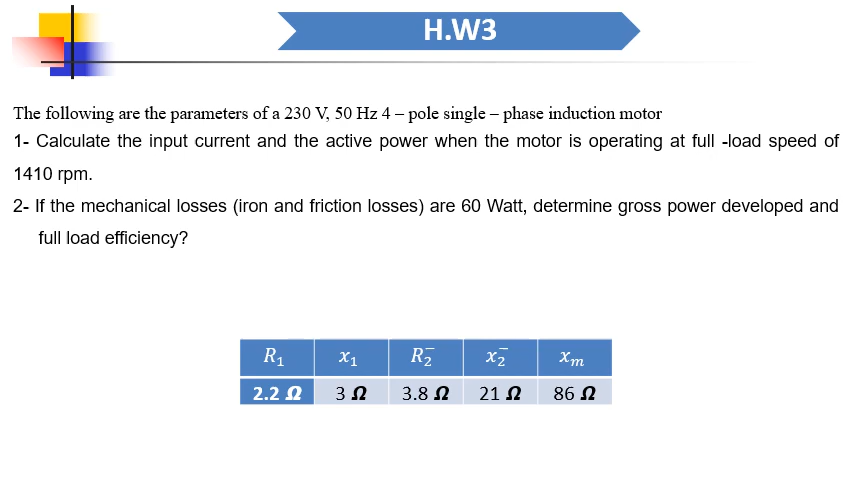 H.W3
The following are the parameters of a 230 V, 50 Hz 4 – pole single – phase induction motor
1- Calculate the input current and the active power when the motor is operating at full -load speed of
1410 rpm.
2- If the mechanical losses (iron and friction losses) are 60 Watt, determine gross power developed and
full load efficiency?
R₁ x₁ R₂⁻ x₂⁻ xₘ
2.2 Ω 3 Ω 3.8 Ω 21 Ω 86 Ω